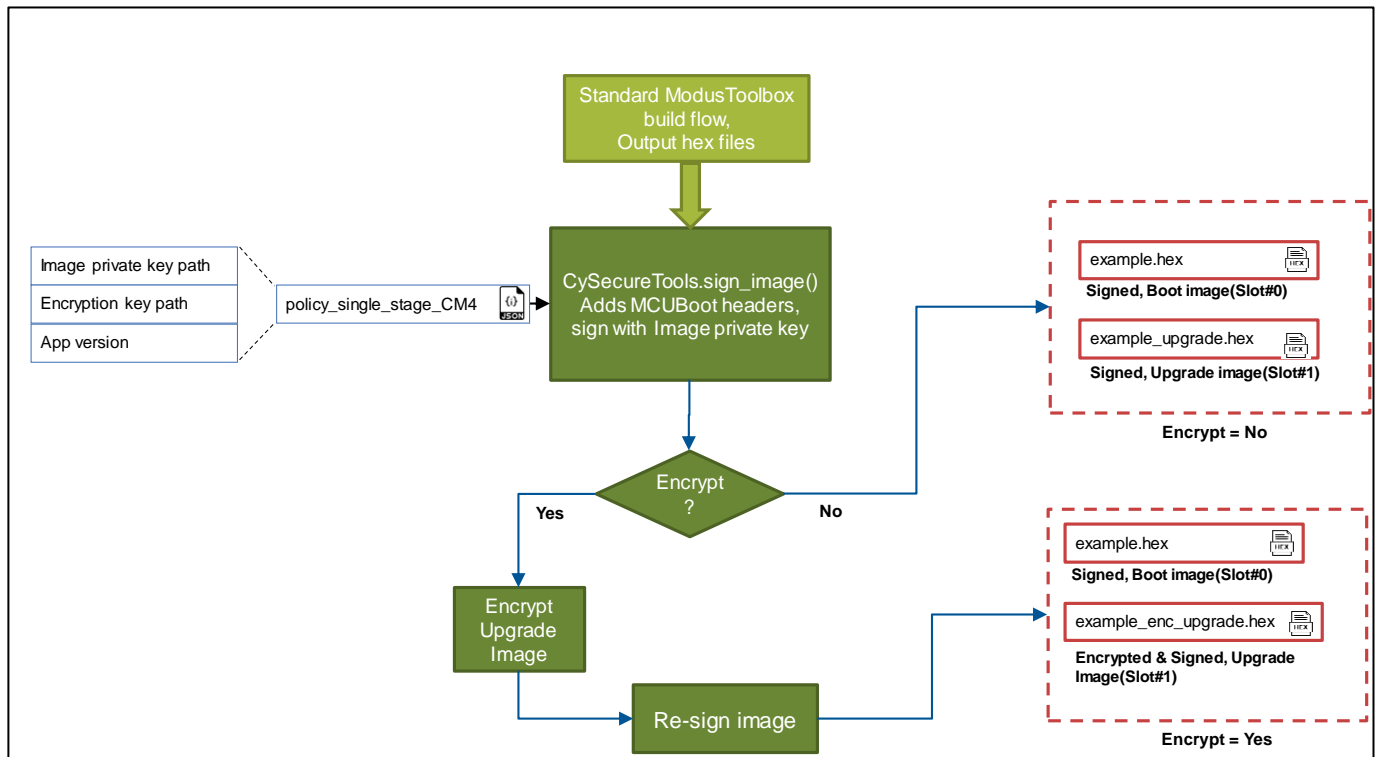 Standard ModusToolbox
build flow,
Output hex files
Image private key path
Encryption key path
App version
policy_single_stage_CM4
{i}
JSON
CySecureTools.sign_image()
Adds MCUBoot headers,
sign with Image private key
example.hex
HEX
Signed, Boot image(Slot#0)
example_upgrade.hex
HEX
Signed, Upgrade image(Slot#1)
Encrypt = No
Encrypt
?
Yes
No
Encrypt
Upgrade
Image
Re-sign image
example.hex
HEX
Signed, Boot image(Slot#0)
example_enc_upgrade.hex
HEX
Encrypted & Signed, Upgrade
Image(Slot#1)
Encrypt = Yes